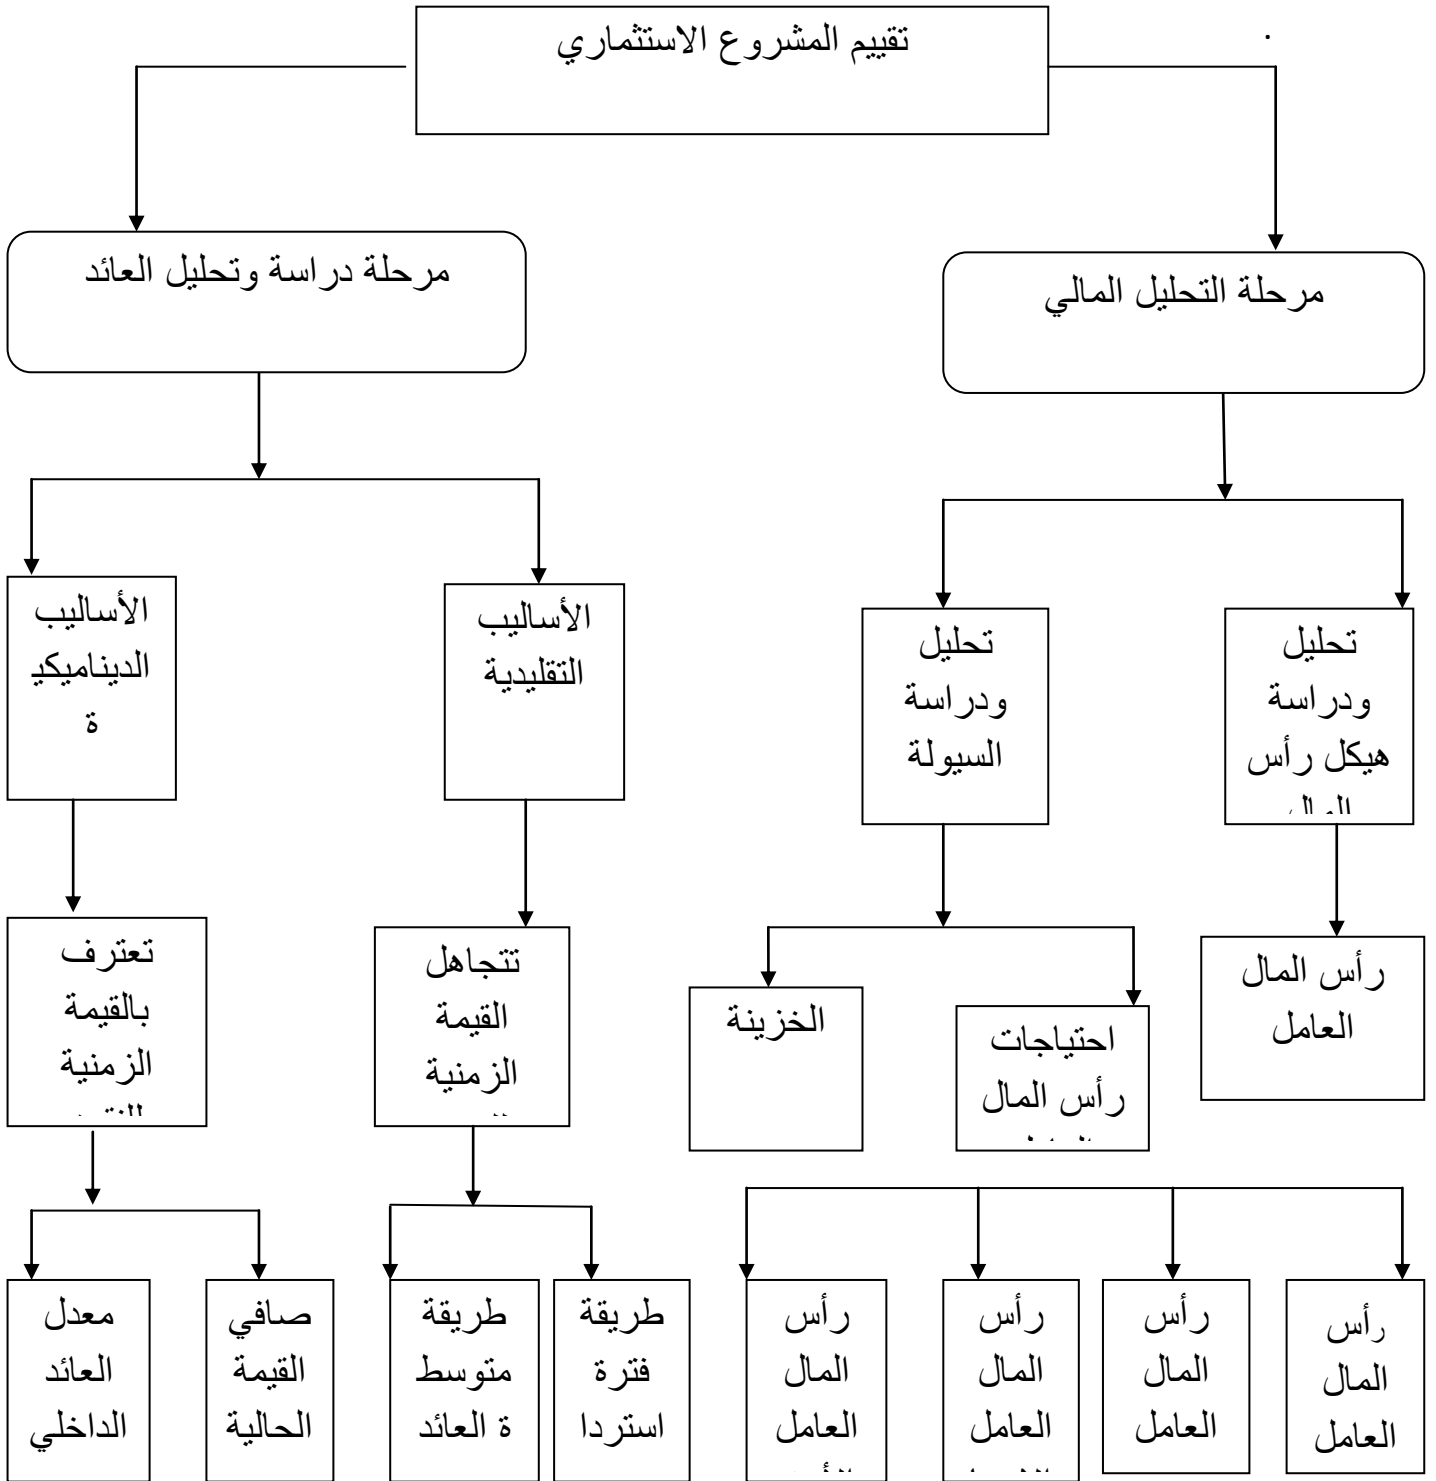 تقييم المشروع الاستثماري
.
مرحلة التحليل المالي
مرحلة دراسة وتحليل العائد
تحليل
ودراسة
هيكل رأس
المال
تحليل
ودراسة
السيولة
الأساليب
التقليدية
الأساليب
الديناميكي
ة
رأس المال
العامل
احتياجات
رأس المال
الخزينة
تتجاهل
القيمة
الزمنية
تعترف
بالقيمة
الزمنية
رأس
المال
العامل
رأس
المال
العامل
رأس
المال
العامل
رأس
المال
العامل
طريقة
فترة
استردا
طريقة
متوسط
ة العائد
صافي
القيمة
الحالية
معدل
العائد
الداخلي